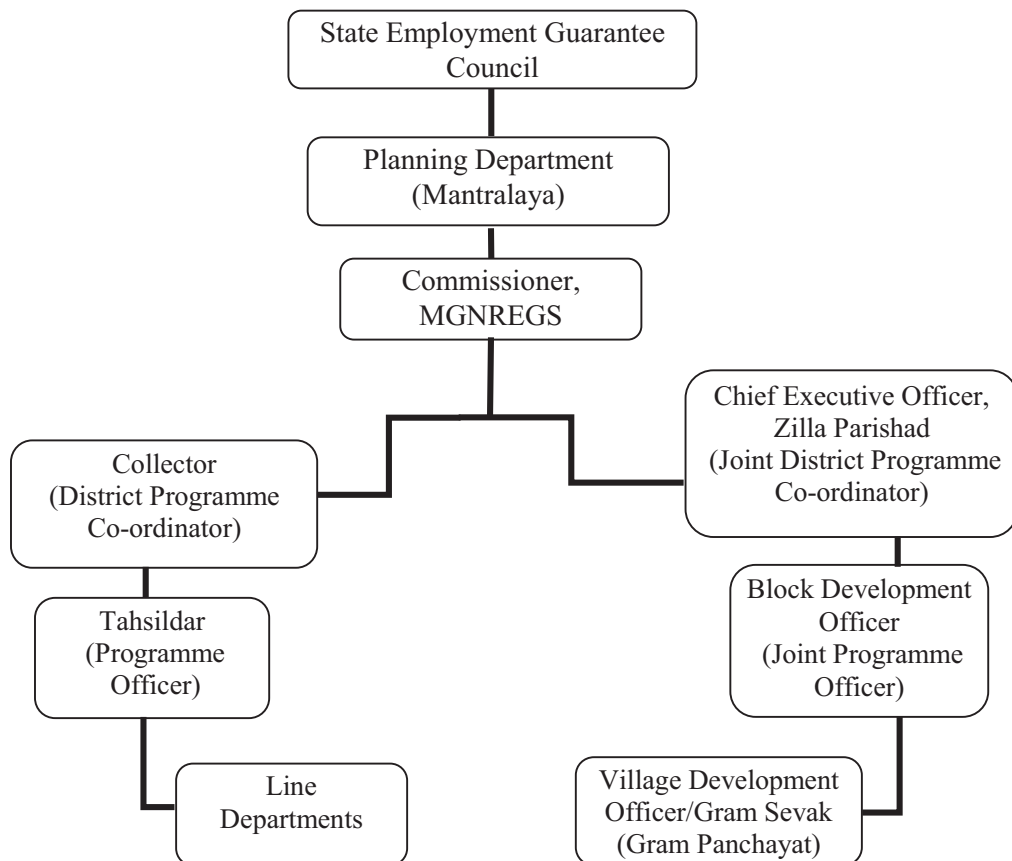 State Employment Guarantee
Council
Planning Department
(Mantralaya)
Commissioner,
MGNREGS
Collector
(District Programme
Co-ordinator)
Tahsildar
(Programme
Officer)
Line
Departments
Chief Executive Officer,
Zilla Parishad
(Joint District Programme
Co-ordinator)
Block Development
Officer
(Joint Programme
Officer)
Village Development
Officer/Gram Sevak
(Gram Panchayat)